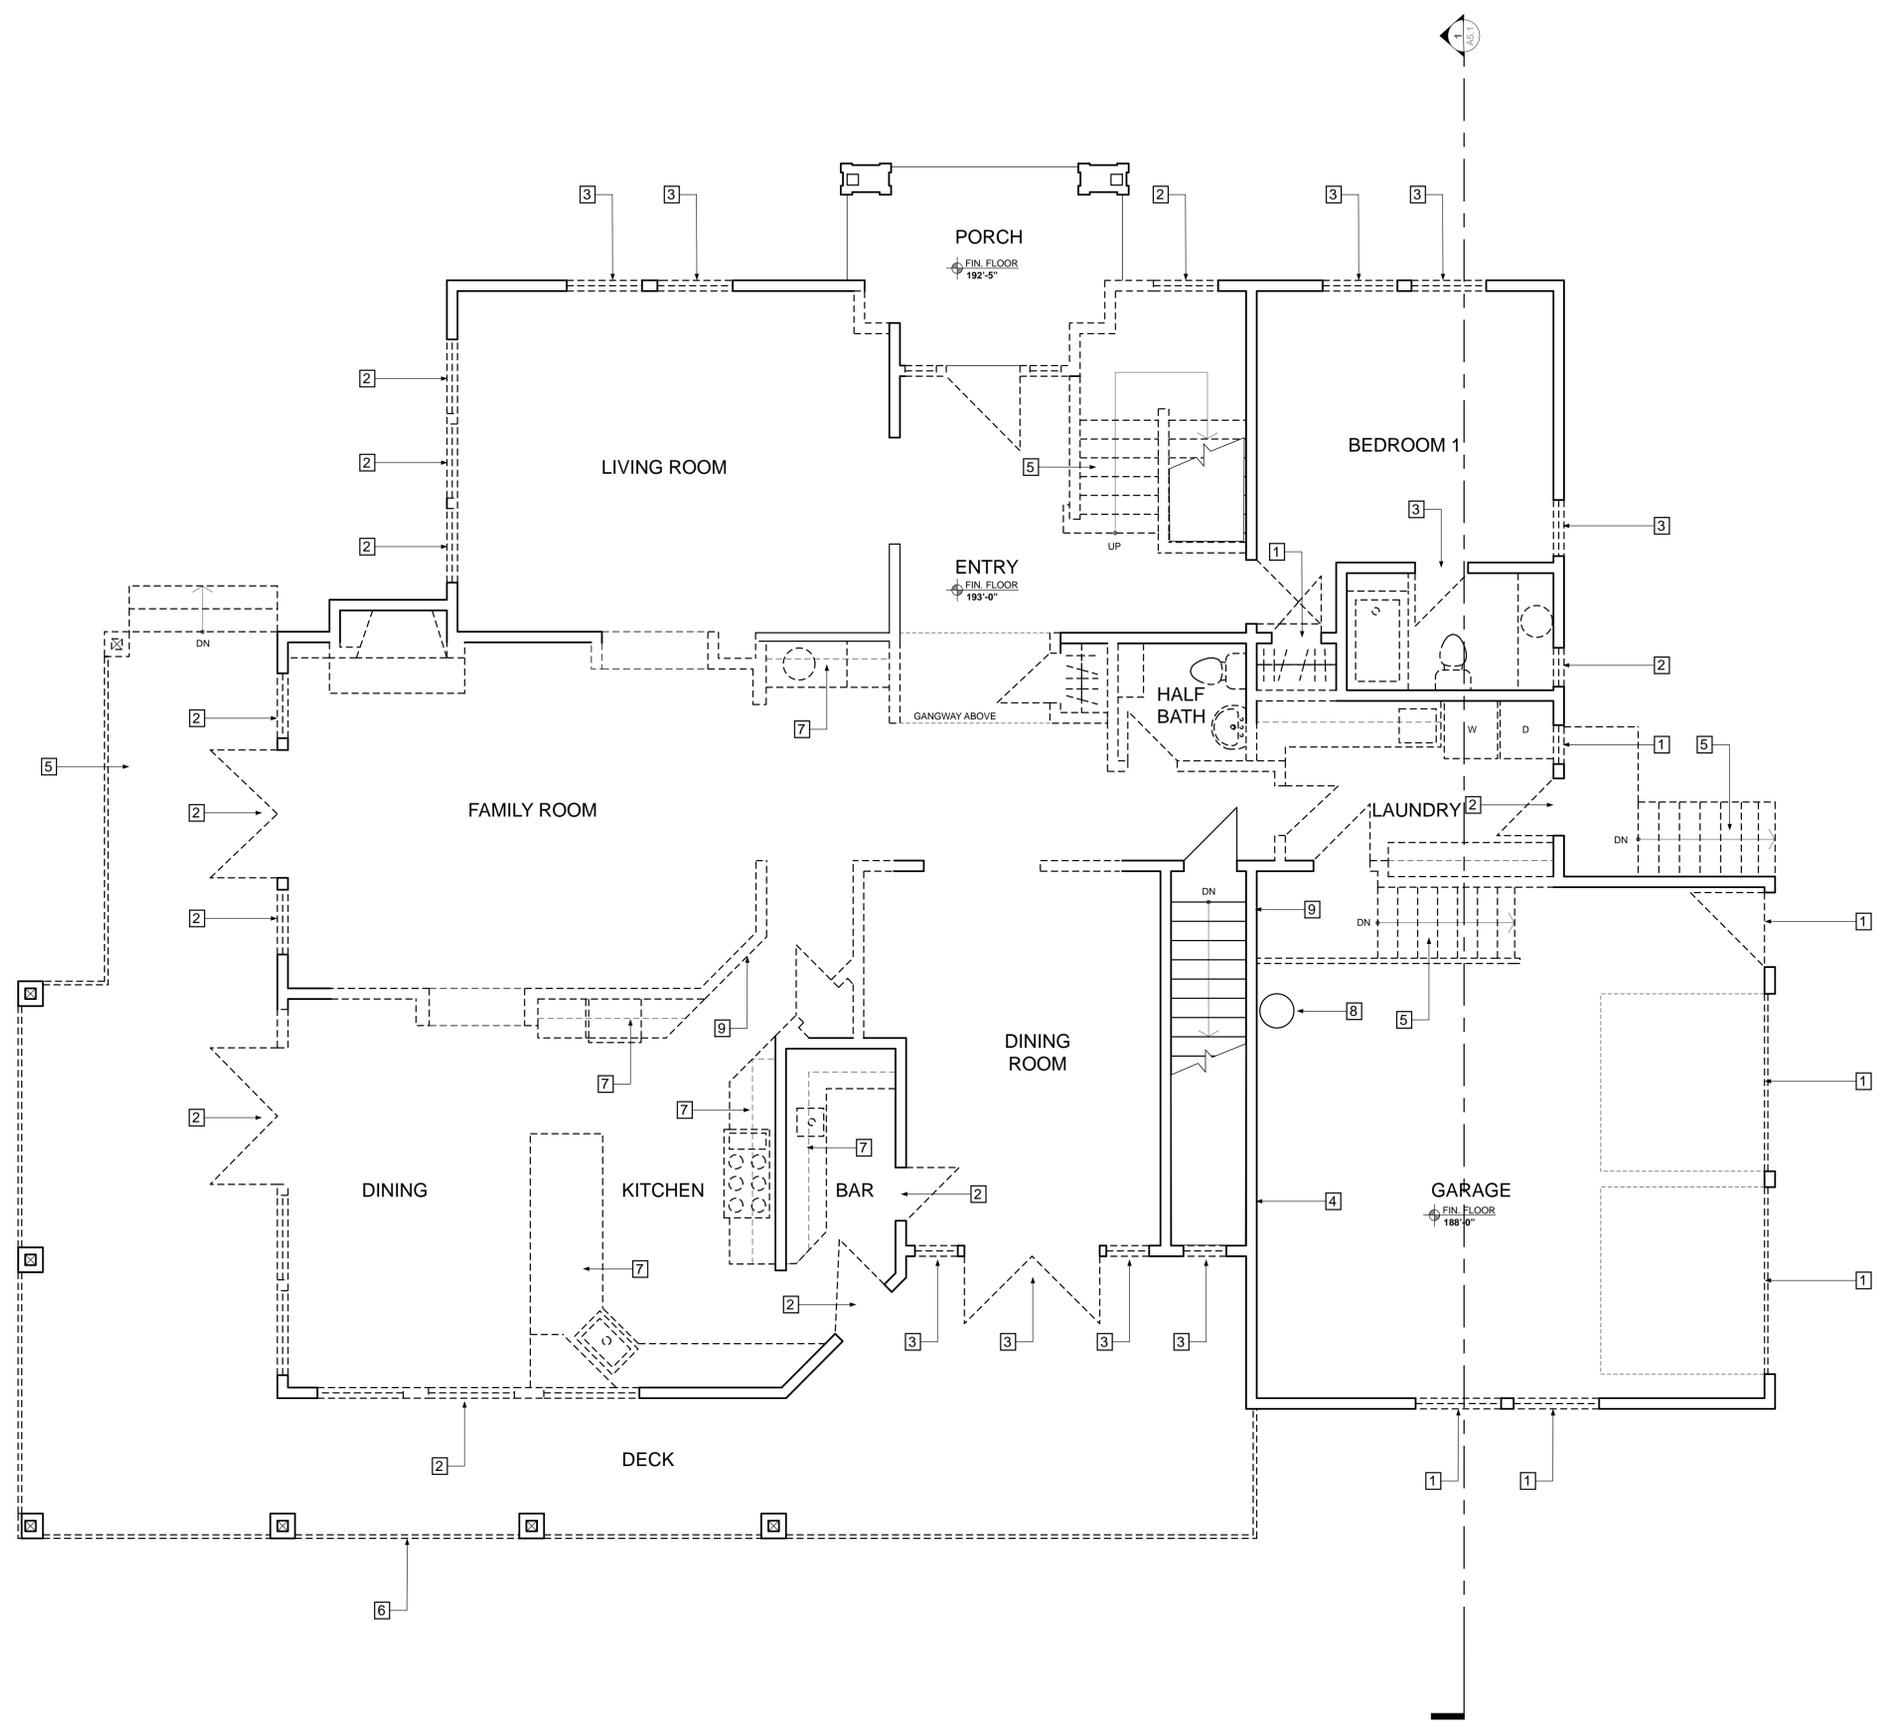 1
A5.1
3
3
2
3
3
PORCH
FIN. FLOOR
192'-5"
2
2
2
LIVING ROOM
5
BEDROOM 1
3
3
UP
1
ENTRY
FIN. FLOOR
193'-0"
DN
2
HALF
BATH
2
GANGWAY ABOVE
7
W
D
1
5
5
2
FAMILY ROOM
LAUNDRY
2
DN
DN
2
9
DN
1
9
8
5
DINING
ROOM
7
1
7
2
7
DINING
KITCHEN
BAR
2
4
GARAGE
FIN. FLOOR
188'-0"
7
1
2
3
3
3
3
2
DECK
1
1
6